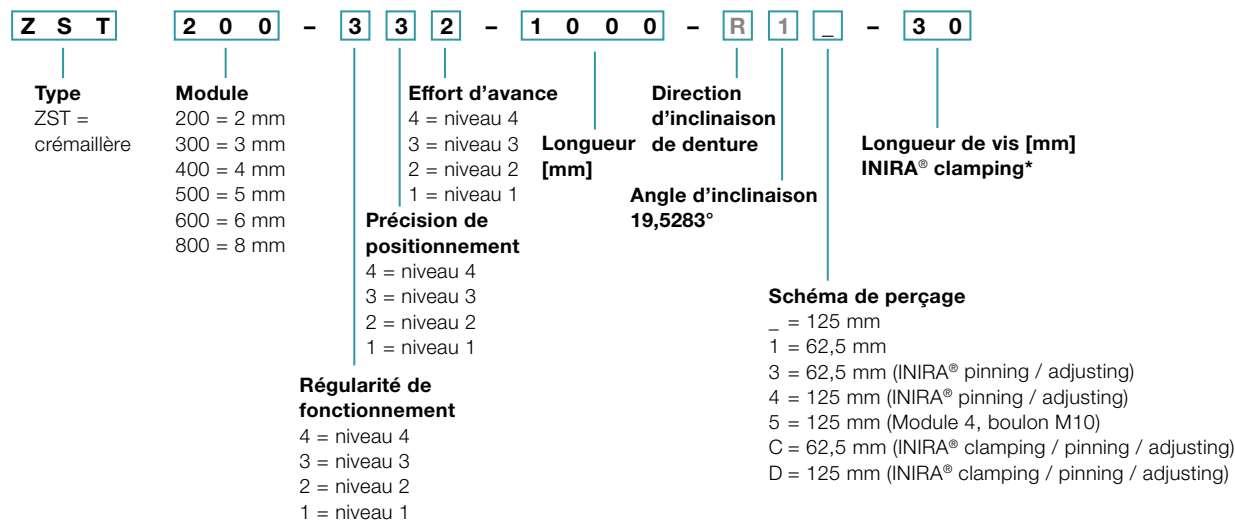 Z S T 2 0 0 – 3 3 2 – 1 0 0 0 – R 1 _ – 3 0
Type
ZST =
crémaillère
Module
200 = 2 mm
300 = 3 mm
400 = 4 mm
500 = 5 mm
600 = 6 mm
800 = 8 mm
Effort d'avance
4 = niveau 4
3 = niveau 3
2 = niveau 2
1 = niveau 1
Longueur
[mm]
Direction
d'inclinaison
de denture
Longueur de vis [mm]
INIRA® clamping*
Angle d'inclinaison
19,5283°
Précision de
positionnement
4 = niveau 4
3 = niveau 3
2 = niveau 2
1 = niveau 1
Schéma de perçage
_ = 125 mm
1 = 62,5 mm
3 = 62,5 mm (INIRA® pinning / adjusting)
4 = 125 mm (INIRA® pinning / adjusting)
5 = 125 mm (Module 4, boulon M10)
C = 62,5 mm (INIRA® clamping / pinning / adjusting)
D = 125 mm (INIRA® clamping / pinning / adjusting)
Régularité de
fonctionnement
4 = niveau 4
3 = niveau 3
2 = niveau 2
1 = niveau 1